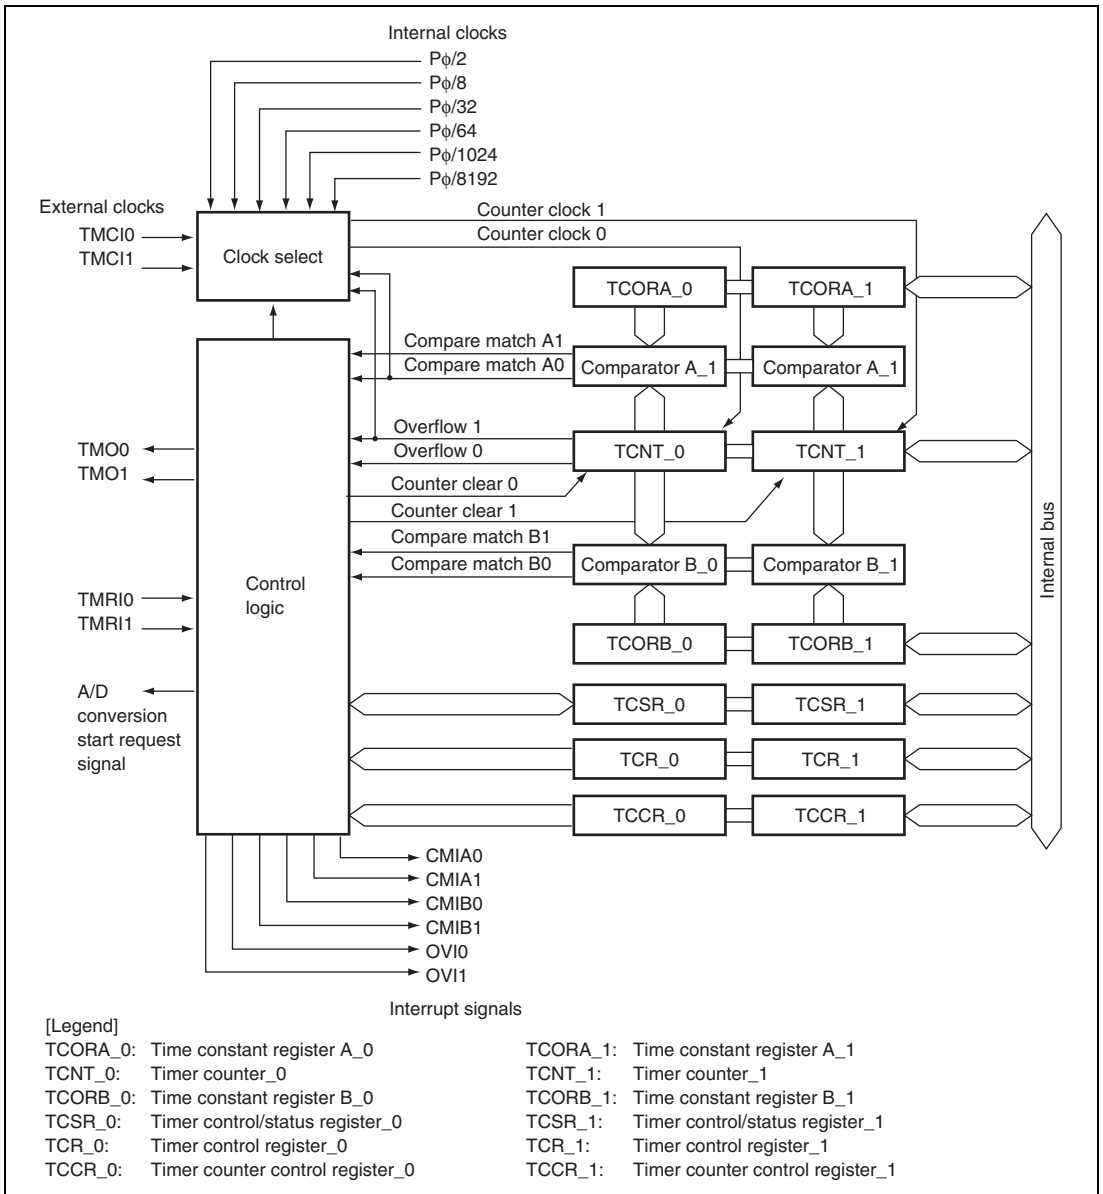 Internal clocks
Pϕ/2
Pϕ/8
Pϕ/32
Pϕ/64
Pϕ/1024
Pϕ/8192
External clocks
TMCI0
TMCI1
Clock select
Counter clock 1
Counter clock 0
TCORA_0
TCORA_1
Compare match A1
Compare match A0
Comparator A_1
Comparator A_1
TMO0
TMO1
Overflow 1
Overflow 0
TCNT_0
TCNT_1
Counter clear 0
Counter clear 1
Compare match B1
Compare match B0
Comparator B_0
Comparator B_1
Control
logic
Internal bus
TMRI0
TMRI1
TCORB_0
TCORB_1
A/D
conversion
start request
signal
TCSR_0
TCSR_1
TCR_0
TCR_1
TCCR_0
TCCR_1
CMIA0
CMIA1
CMIB0
CMIB1
OVI0
OVI1
Interrupt signals
[Legend]
TCORA_0: Time constant register A_0
TCNT_0: Timer counter_0
TCORB_0: Time constant register B_0
TCSR_0: Timer control/status register_0
TCR_0: Timer control register_0
TCCR_0: Timer counter control register_0
TCORA_1: Time constant register A_1
TCNT_1: Timer counter_1
TCORB_1: Time constant register B_1
TCSR_1: Timer control/status register_1
TCR_1: Timer control register_1
TCCR_1: Timer counter control register_1